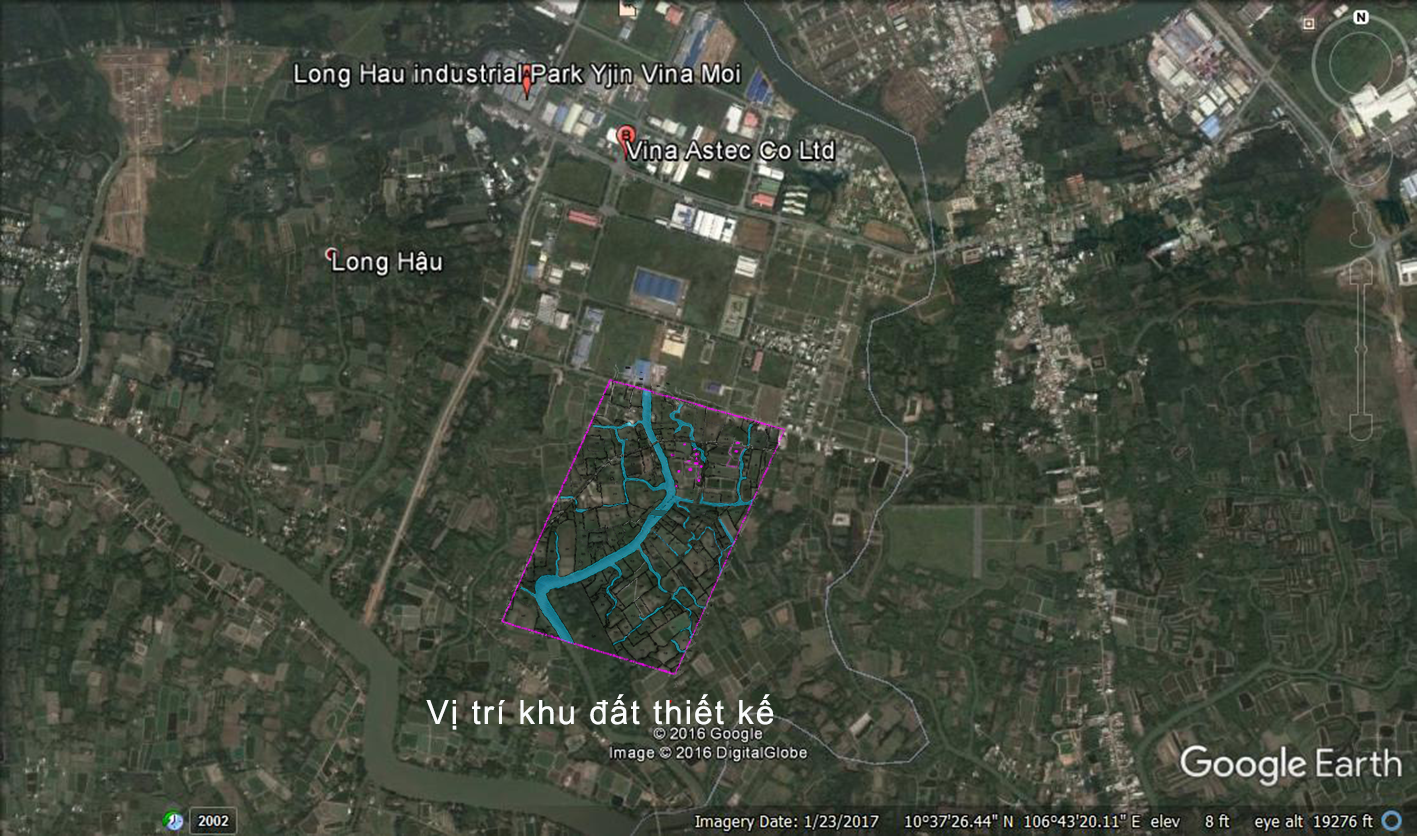 N
Long Hau industrial Park Yjin Vina Moi
B
Vina Astec Co Ltd
Long Hậu
Vị trí khu đất thiết kế
© 2016 Google
Image © 2016 DigitalGlobe
Google Earth
2002
Imagery Date: 1/23/2017 10°37'26.44" N 106°43'20.11" E elev 8 ft eye alt 19276 ft